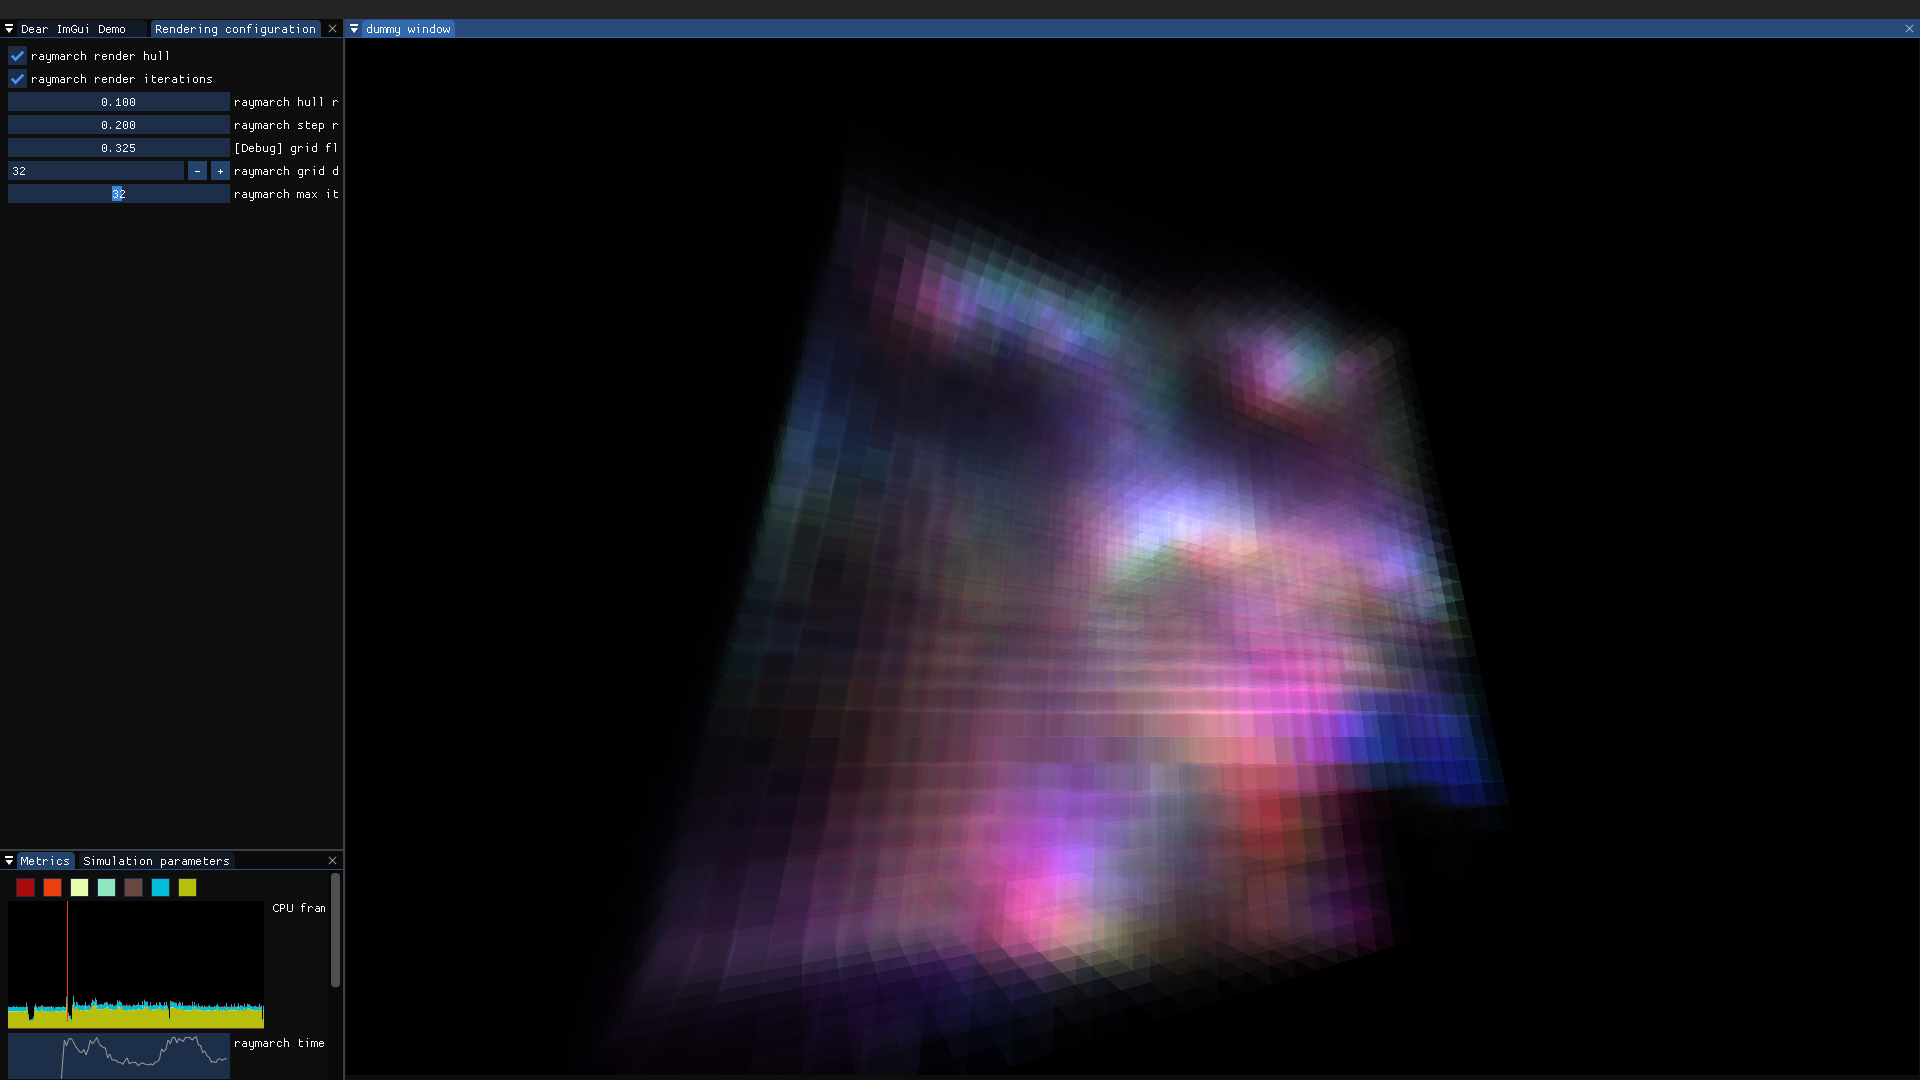 Dear ImGui Demo
Rendering configuration
dummy window
raymarch render hull
raymarch render iterations
0.100 raymarch hull r
0.200 raymarch step r
0.325 [Debug] grid fl
32 - + raymarch grid d
32 raymarch max it
Metrics
Simulation parameters
CPU fram
raymarch time